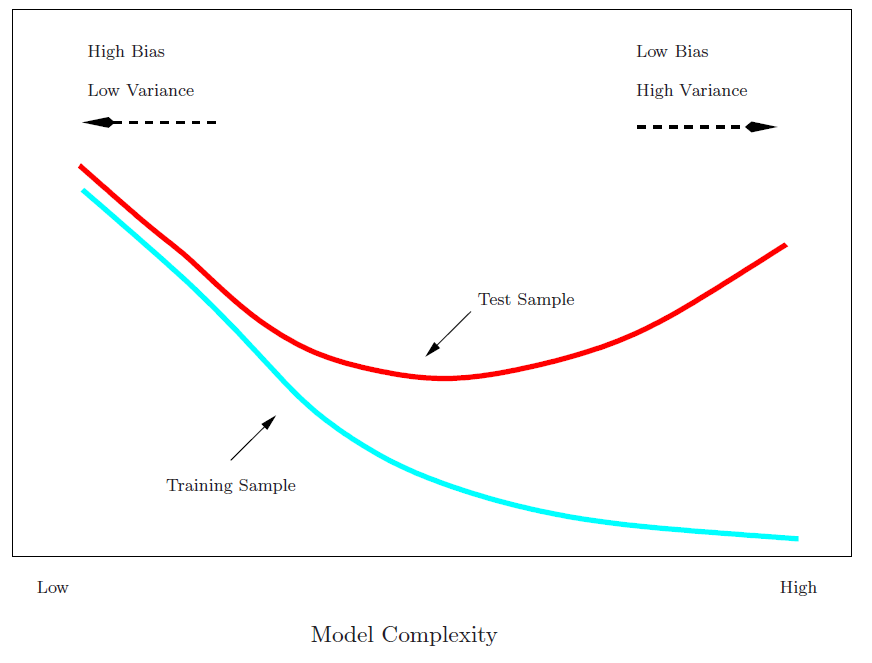 High Bias
Low Variance
Low Bias
High Variance
Test Sample
Training Sample
Low
High
Model Complexity